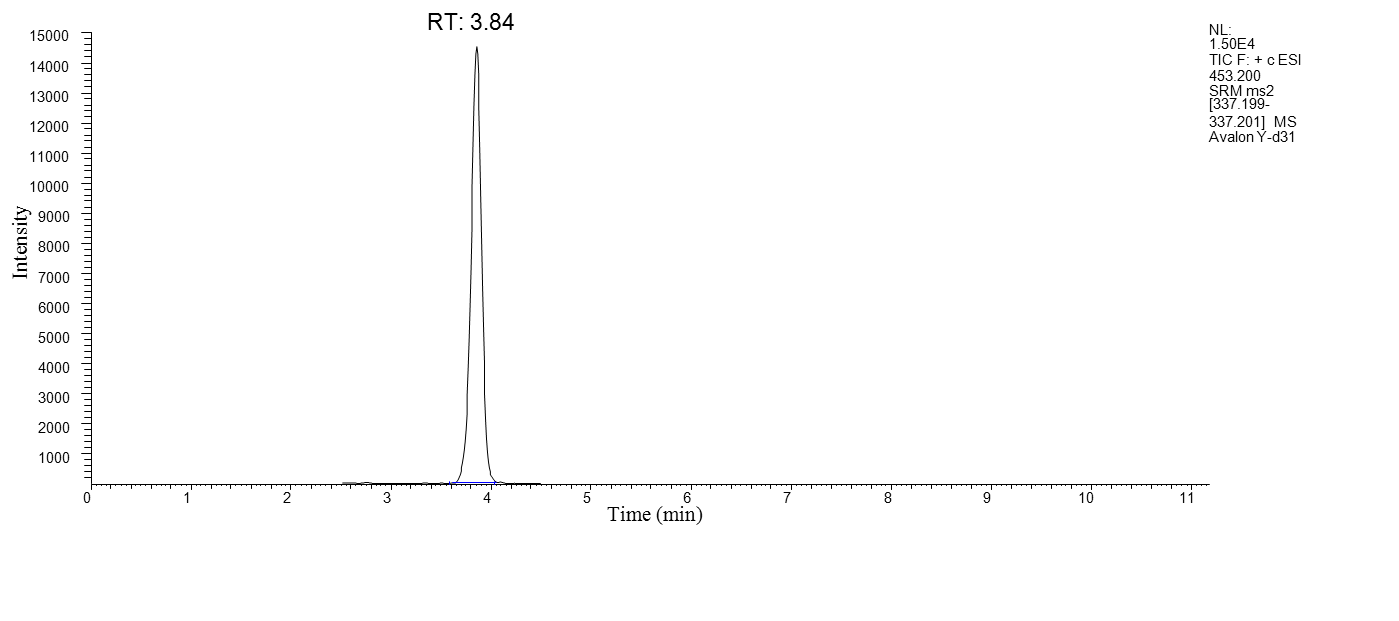 RT: 3.84
NL:
1.50E4
TIC F: + c ESI
453.200
SRM ms2
[337.199-
337.201] MS
Avalon Y-d31
15000
14000
13000
12000
11000
10000
9000
8000
7000
6000
5000
4000
3000
2000
1000
Intensity
0 1 2 3 4 5 6 7 8 9 10 11
Time (min)